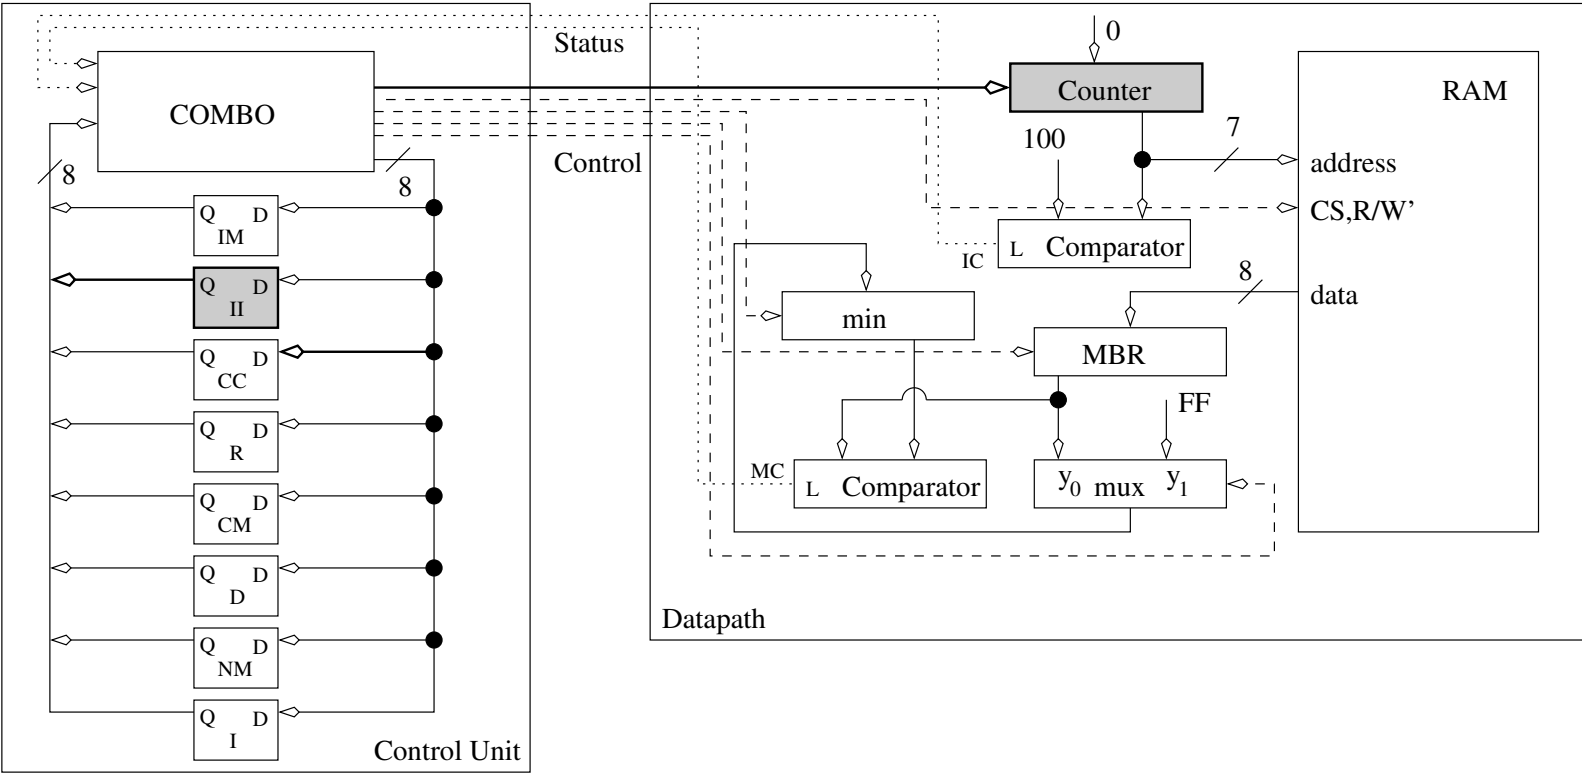 Status
0
COMBO
Counter
RAM
100
7
Control
address
8
8
Q D
IM
CS,R/W'
IC
L Comparator
Q D
II
8
data
min
MBR
Q D
CC
FF
Q D
R
MC
L Comparator
y0 mux y1
Q D
CM
Q D
D
Datapath
Q D
NM
Q D
I
Control Unit